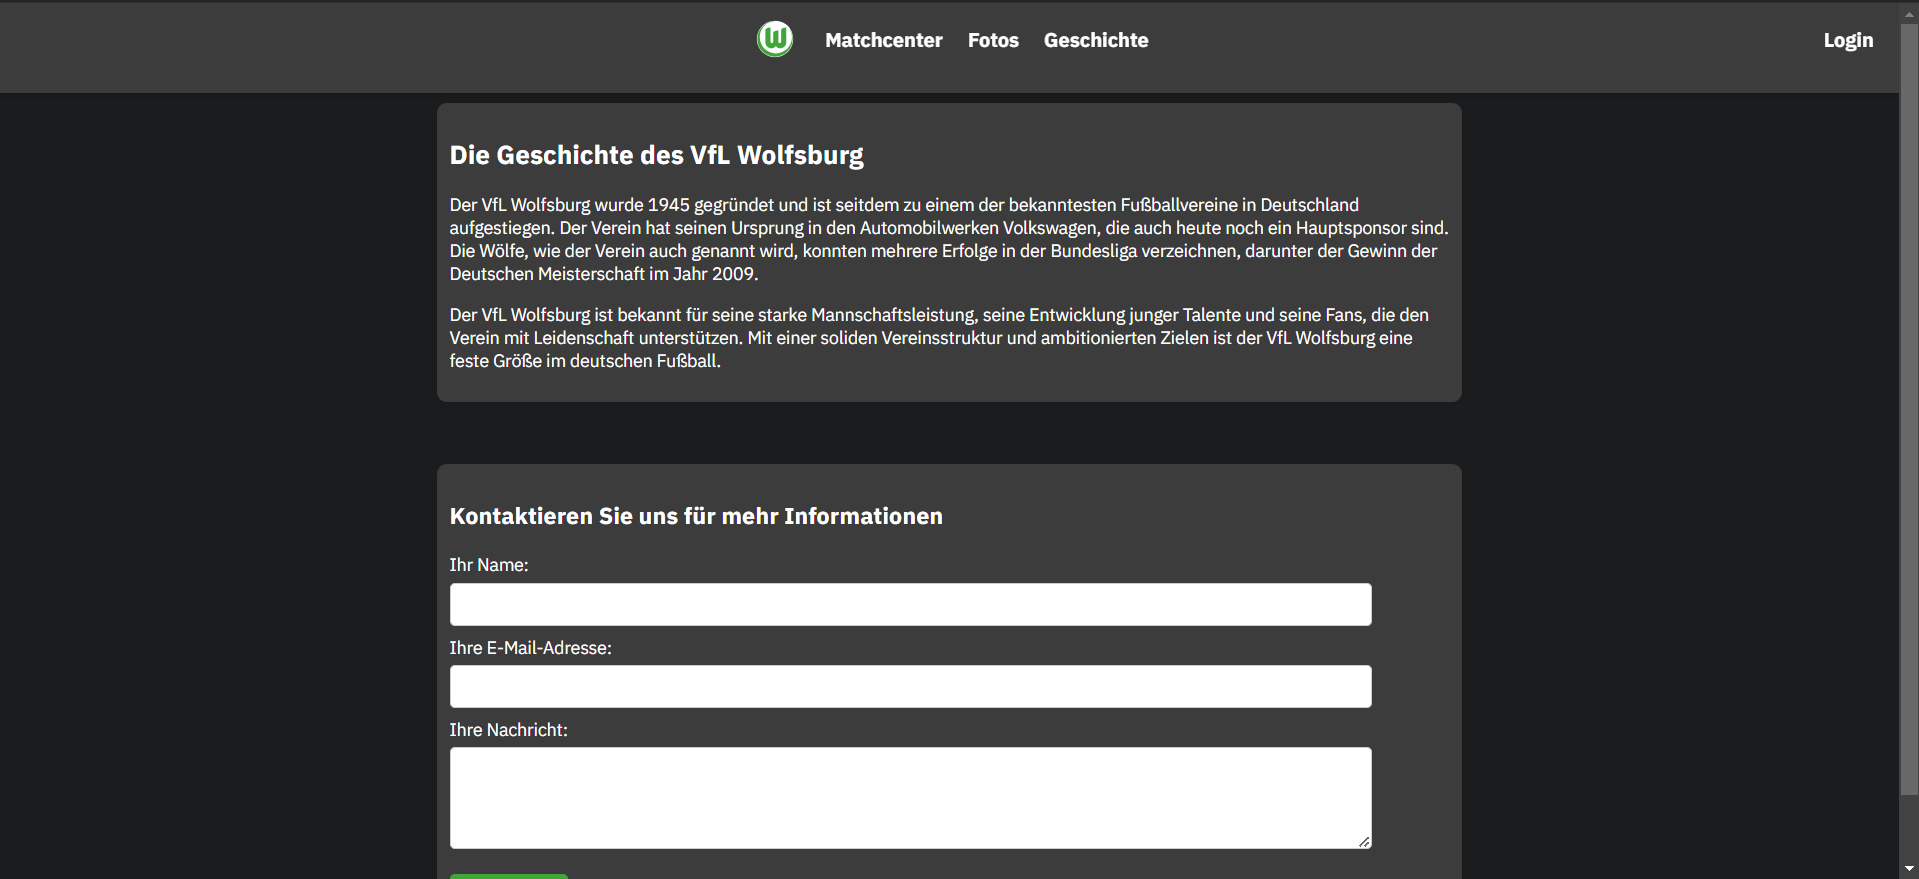 Matchcenter Fotos Geschichte Login
Die Geschichte des VfL Wolfsburg
Der VfL Wolfsburg wurde 1945 gegründet und ist seitdem zu einem der bekanntesten Fußballvereine in Deutschland
aufgestiegen. Der Verein hat seinen Ursprung in den Automobilwerken Volkswagen, die auch heute noch ein Hauptsponsor sind.
Die Wölfe, wie der Verein auch genannt wird, konnten mehrere Erfolge in der Bundesliga verzeichnen, darunter der Gewinn der
Deutschen Meisterschaft im Jahr 2009.
Der VfL Wolfsburg ist bekannt für seine starke Mannschaftsleistung, seine Entwicklung junger Talente und seine Fans, die den
Verein mit Leidenschaft unterstützen. Mit einer soliden Vereinsstruktur und ambitionierten Zielen ist der VfL Wolfsburg eine
feste Größe im deutschen Fußball.
Kontaktieren Sie uns für mehr Informationen
Ihr Name:
Ihre E-Mail-Adresse:
Ihre Nachricht: